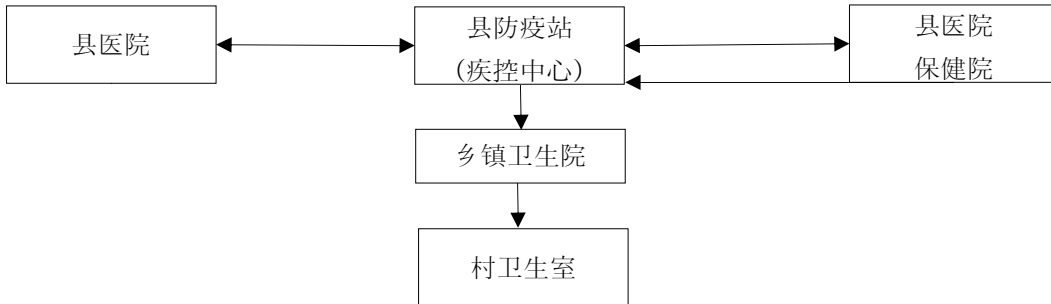 县医院
县防疫站
(疾控中心)
县医院
保健院
乡镇卫生院
村卫生室